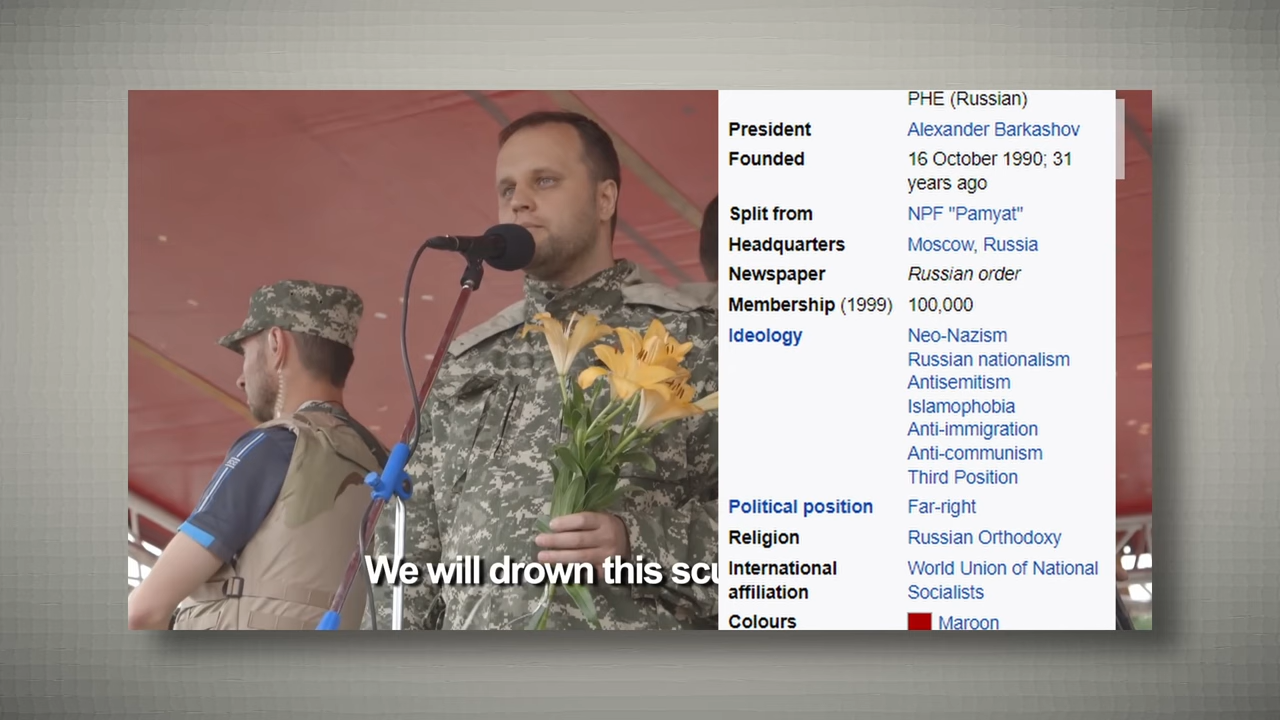 PHE (Russian)
President Alexander Barkashov
Founded 16 October 1990; 31
years ago
Split from NPF "Pamyat"
Headquarters Moscow, Russia
Newspaper Russian order
Membership (1999) 100,000
Ideology Neo-Nazism
Russian nationalism
Antisemitism
Islamophobia
Anti-immigration
Anti-communism
Third Position
Political position Far-right
Religion Russian Orthodoxy
International World Union of National
affiliation Socialists
Colours Maroon
We will drown this